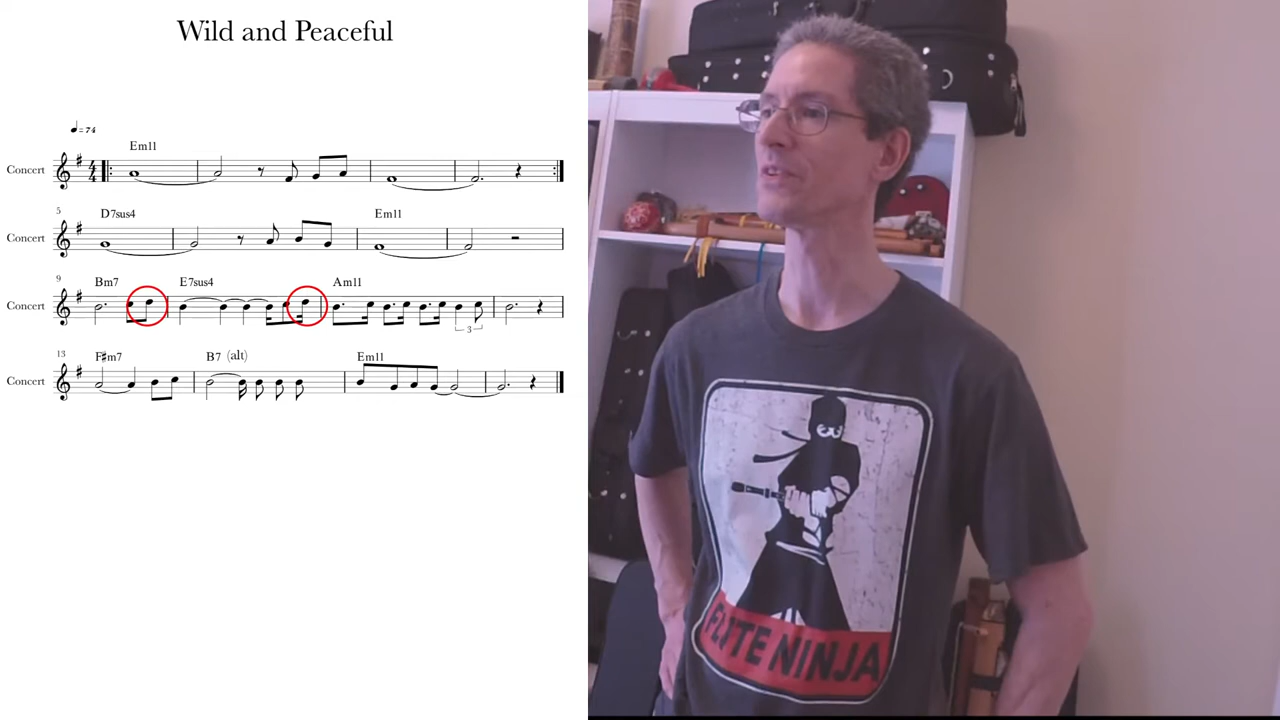 Wild and Peaceful
= 74
Em11
Concert
5
D7sus4
Em11
Concert
9
Bm7
E7sus4
Am11
Concert
3
13
F♯m7
B7 (alt)
Em11
Concert
FLUTE NINJA